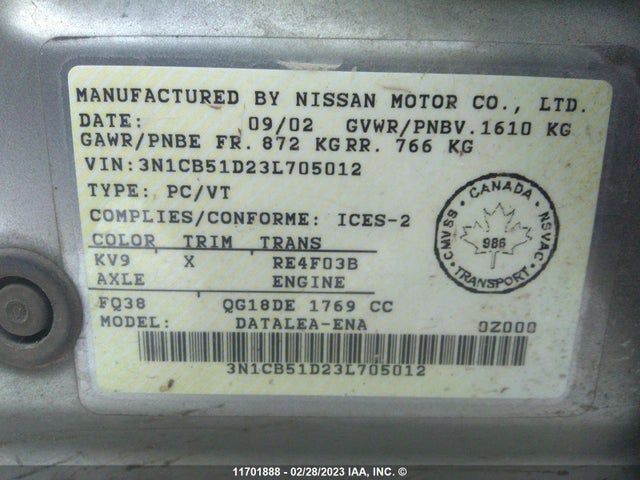 MANUFACTURED BY NISSAN MOTOR CO., LTD.
DATE: 09/02 GVWR/PNBV.1610 KG
GAWR/PNBE FR. 872 KG RR. 766 KG
VIN:3N1CB51D23L705012
TYPE: PC/VT
COMPLIES/CONFORME: ICES-2
COLOR TRIM TRANS
KV9 X RE4F03B
AXLE ENGINE
FQ38 QG18DE 1769 CC
MODEL: DATALEA-ENA 0Z000
3N1CB51D23L705012
CANADA
CMVSS NSVAC
986
TRANSPORT
11701888 - 02/28/2023 IAA, INC. ©